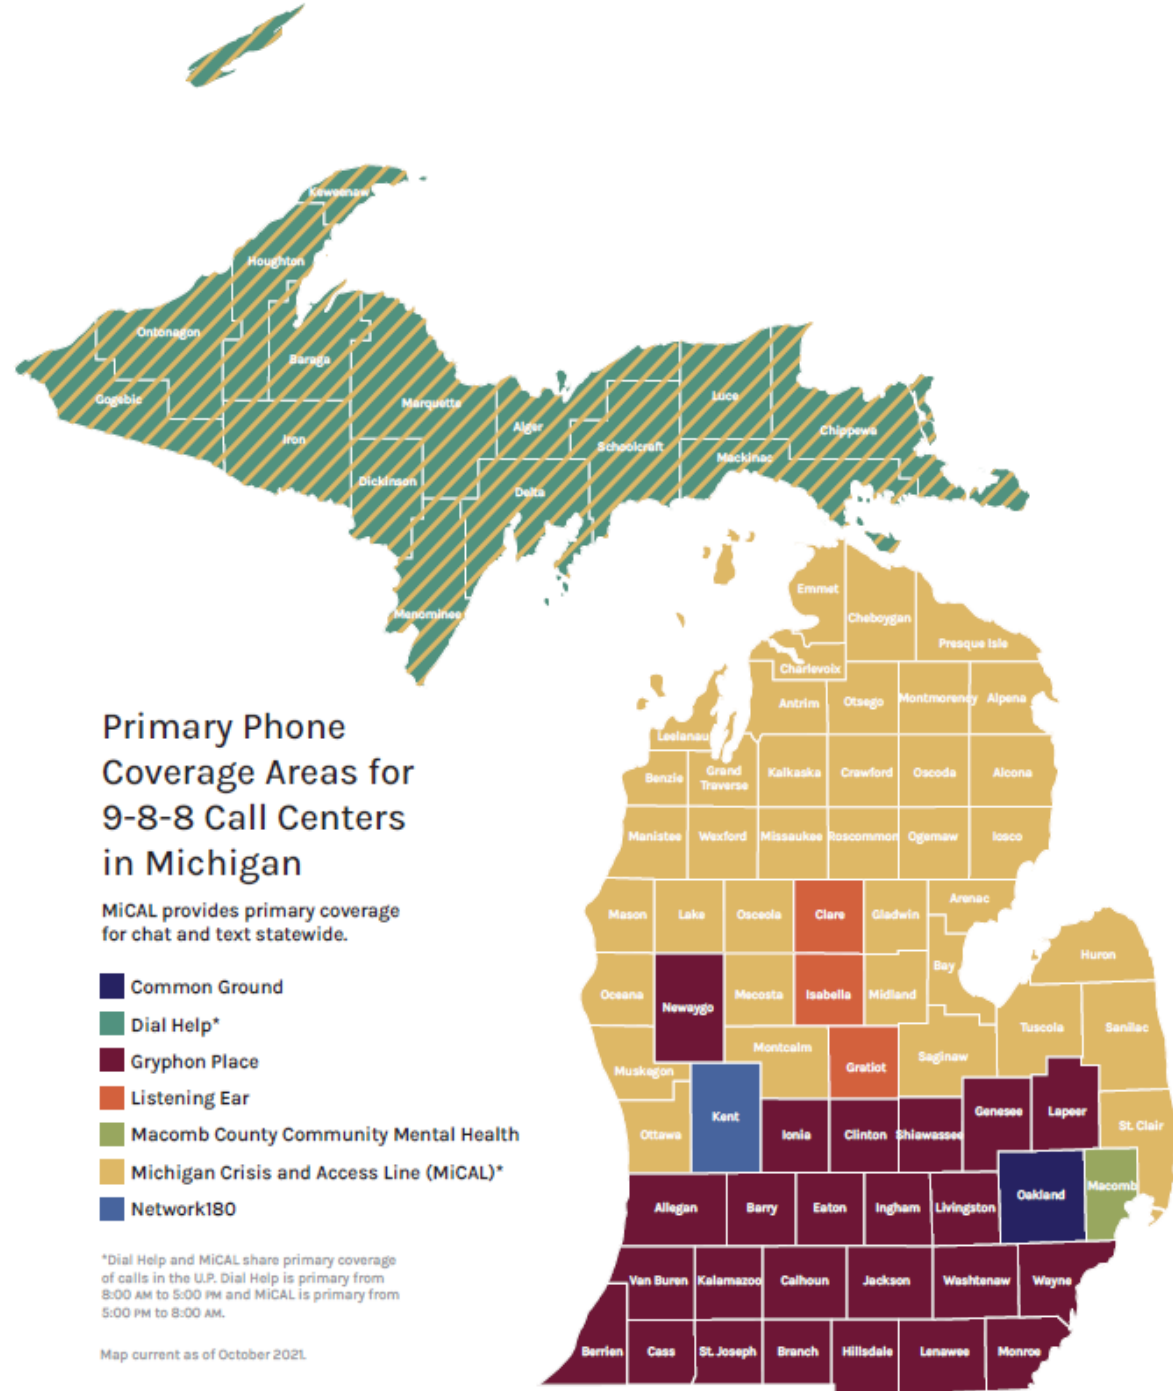 Keweenaw
Houghton
Ontonagon
Baraga
Gogebic
Marquette
Luce
Alger
Chippewa
Iron
Schoolcraft
Mackinac
Dickinson
Delta
Menominee
Emmet
Cheboygan
Presque Isle
Charlevoix
Antrim
Otsego
Montmorency
Alpena
Leelanau
Benzie
Grand
Traverse
Kalkaska
Crawford
Oscoda
Alcona
Manistee
Wexford
Missaukee
Roscommon
Ogemaw
Iosco
Mason
Lake
Osceola
Clare
Gladwin
Arenac
Huron
Oceana
Newaygo
Mecosta
Isabella
Midland
Bay
Tuscola
Sanilac
Muskegon
Montcalm
Gratiot
Saginaw
Ottawa
Kent
Ionia
Clinton
Shiawassee
Genesee
Lapeer
St. Clair
Allegan
Barry
Eaton
Ingham
Livingston
Oakland
Macomb
Van Buren
Kalamazoo
Calhoun
Jackson
Washtenaw
Wayne
Berrien
Cass
St. Joseph
Branch
Hillsdale
Lenawee
Monroe
Primary Phone
Coverage Areas for
9-8-8 Call Centers
in Michigan
MiCAL provides primary coverage
for chat and text statewide.
Common Ground
Dial Help*
Gryphon Place
Listening Ear
Macomb County Community Mental Health
Michigan Crisis and Access Line (MiCAL)*
Network180
*Dial Help and MiCAL share primary coverage
of calls in the U.P. Dial Help is primary from
8:00 AM to 5:00 PM and MiCAL is primary from
5:00 PM to 8:00 AM.
Map current as of October 2021.